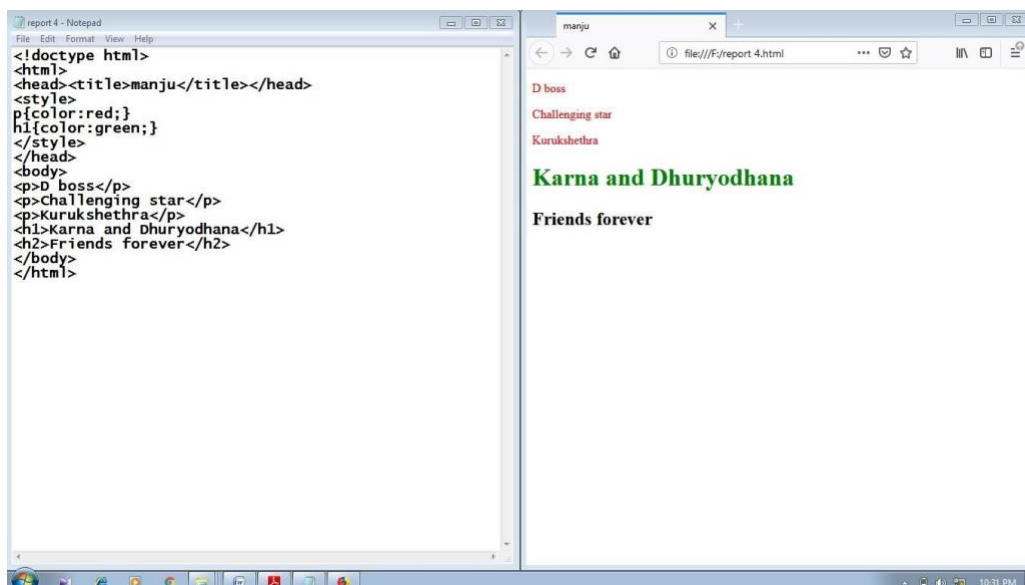 report 4 - Notepad
File Edit Format View Help
<!doctype html>
<html>
<head><title>manju</title></head>
<style>
p{color:red;}
h1{color:green;}
</style>
</head>
<body>
<p>D boss</p>
<p>Challenging star</p>
<p>Kurukshethra</p>
<h1>Karna and Dhuryodhana</h1>
<h2>Friends forever</h2>
</body>
</html>
manju
file:///F:/report 4.html
D boss
Challenging star
Kurukshethra
Karna and Dhuryodhana
Friends forever
10:31 PM